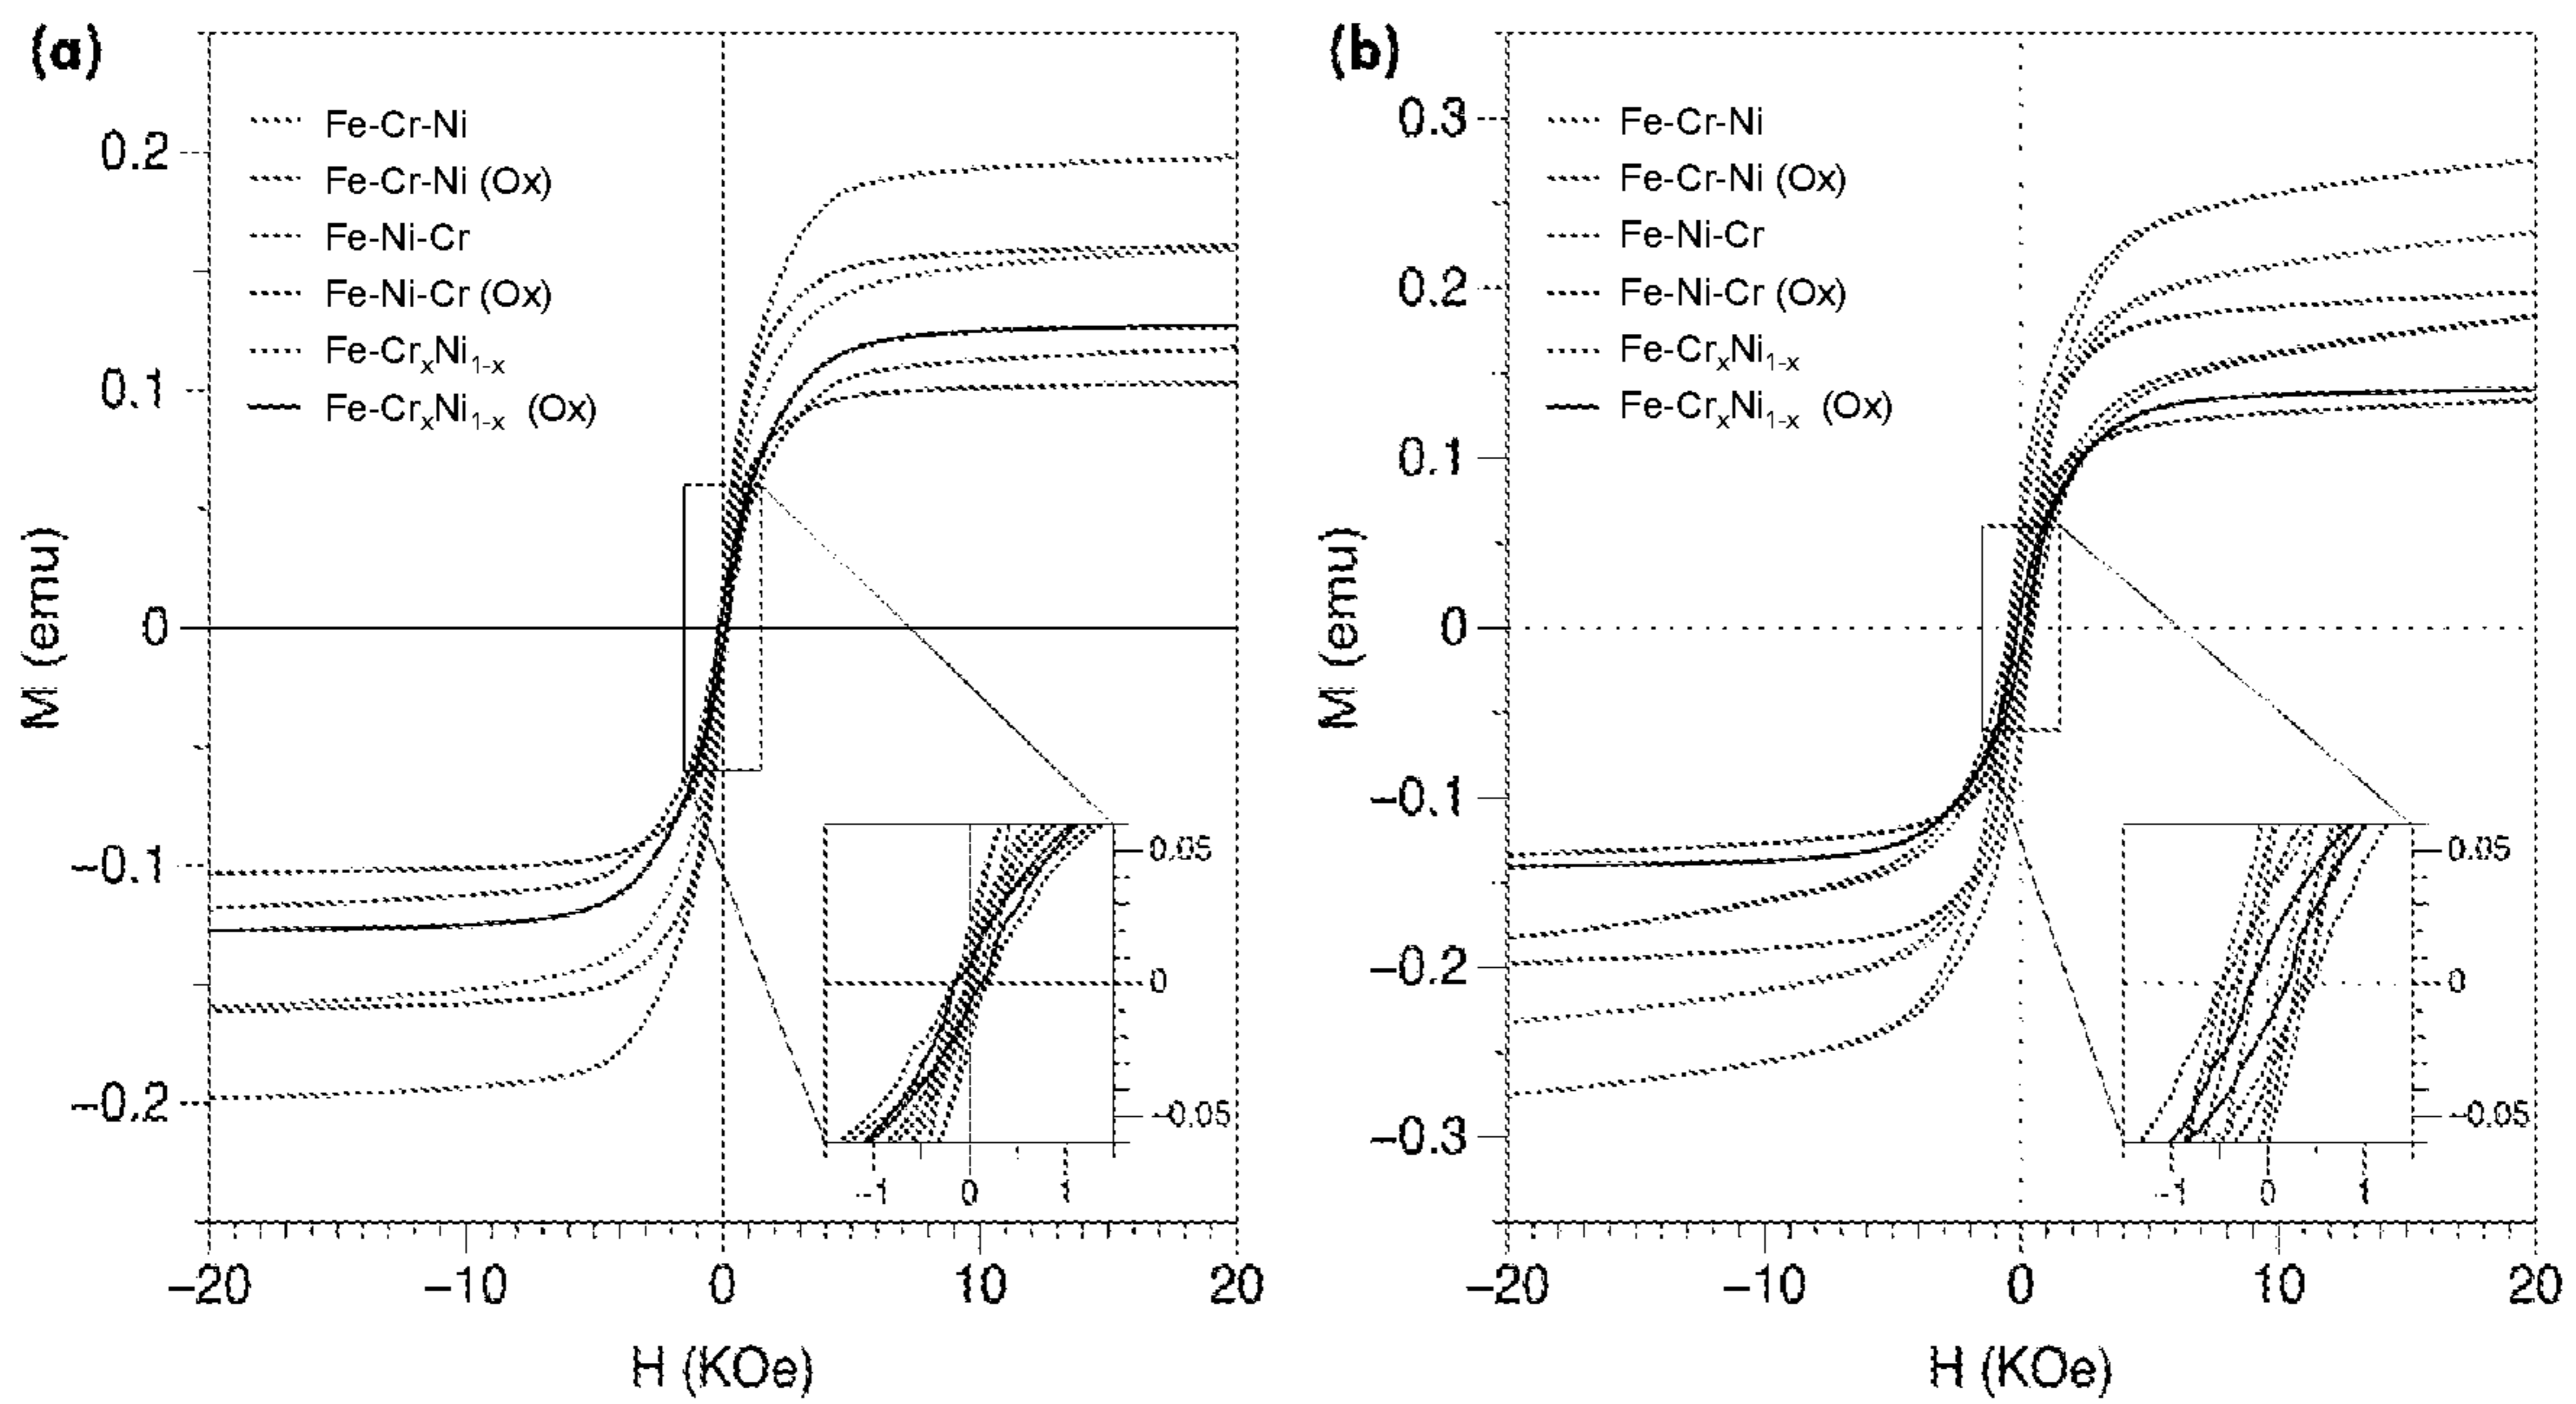 (a)
Fe-Cr-Ni
Fe-Cr-Ni (Ox)
Fe-Ni-Cr
Fe-Ni-Cr (Ox)
Fe-CrxNi1-x
Fe-CrxNi1-x (Ox)
0.2
0.1
0
-0.1
-0.2
M (emu)
0.05
0
-0.05
-1 0 1
-20 -10 0 10 20
H (KOe)
(b)
Fe-Cr-Ni
Fe-Cr-Ni (Ox)
Fe-Ni-Cr
Fe-Ni-Cr (Ox)
Fe-CrxNi1-x
Fe-CrxNi1-x (Ox)
0.3
0.2
0.1
0
-0.1
-0.2
-0.3
M (emu)
0.05
0
-0.05
-1 0 1
-20 -10 0 10 20
H (KOe)